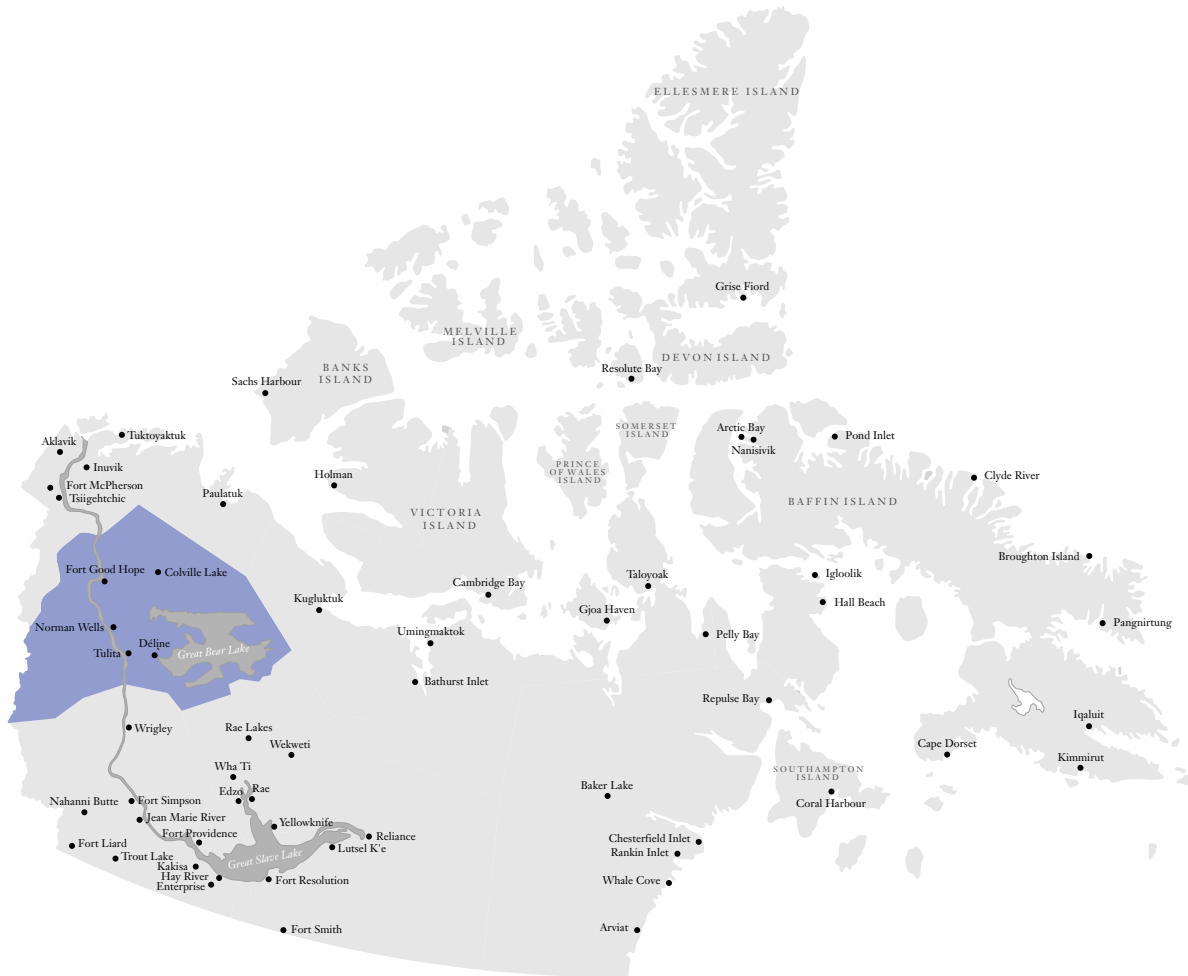 ELLESMERE ISLAND
Grise Fiord
MELVILLE
ISLAND
DEVON ISLAND
Resolute Bay
BANKS
ISLAND
Sachs Harbour
SOMERSET
ISLAND
Arctic Bay
Nanisivik
Pond Inlet
Tuktoyaktuk
Aklavik
Inuvik
Fort McPherson
Tsiigehtchic
Paulatuk
Holman
PRINCE
OF WALES
ISLAND
Clyde River
VICTORIA
ISLAND
BAFFIN ISLAND
Broughton Island
Fort Good Hope
Colville Lake
Cambridge Bay
Taloyoak
Igloolik
Kugluktuk
Gjoa Haven
Hall Beach
Norman Wells
Umingmaktok
Pelly Bay
Pangnirtung
Tulita
Déline
Great Bear Lake
Bathurst Inlet
Repulse Bay
Wrigley
Rae Lakes
Wekweti
Iqaluit
Cape Dorset
Kimmirut
Wha Ti
SOUTHAMPTON
ISLAND
Edzo
Rae
Baker Lake
Coral Harbour
Nahanni Butte
Fort Simpson
Jean Marie River
Yellowknife
Fort Providence
Reliance
Fort Liard
Lutsel K'e
Chesterfield Inlet
Trout Lake
Great Slave Lake
Rankin Inlet
Kakisa
Hay River
Enterprise
Fort Resolution
Whale Cove
Fort Smith
Arviat